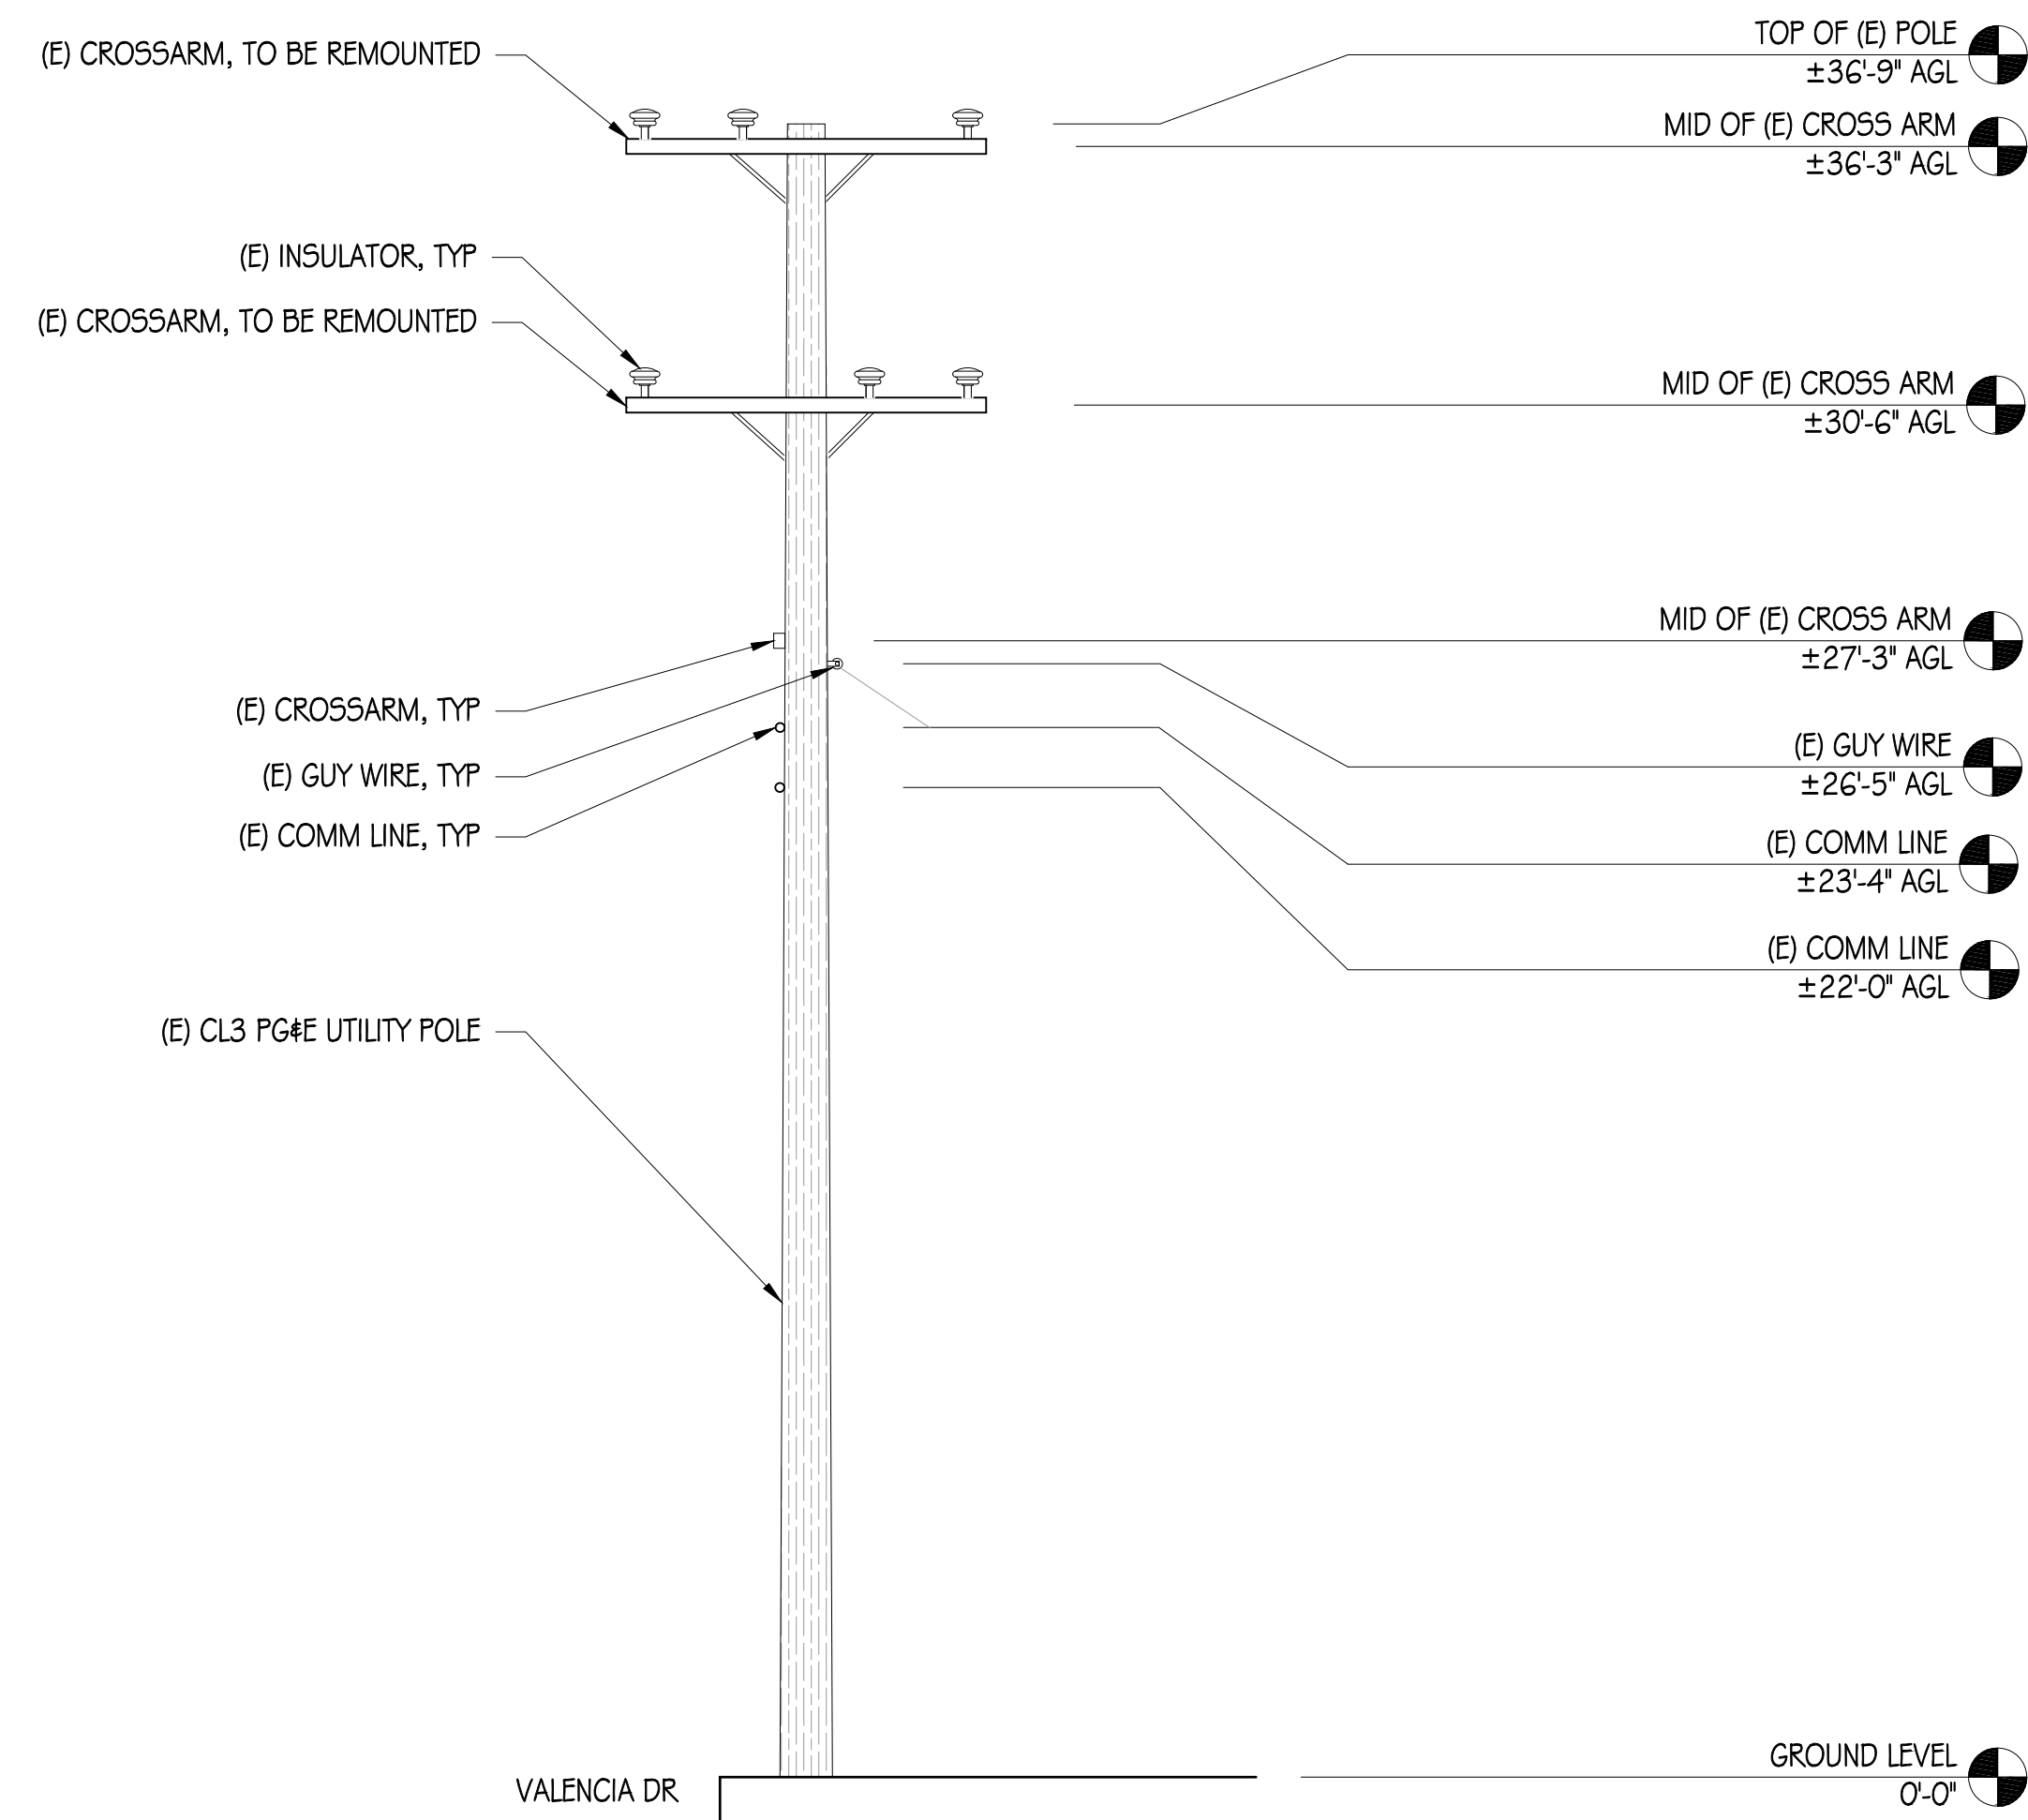 (E) CROSSARM, TO BE REMOUNTED
(E) INSULATOR, TYP
(E) CROSSARM, TO BE REMOUNTED
(E) CROSSARM, TYP
(E) GUY WIRE, TYP
(E) COMM LINE, TYP
(E) CL3 PG&E UTILITY POLE
VALENCIA DR
TOP OF (E) POLE
±36'-9" AGL
MID OF (E) CROSS ARM
±36'-3" AGL
MID OF (E) CROSS ARM
±30'-6" AGL
MID OF (E) CROSS ARM
±27'-3" AGL
(E) GUY WIRE
±26'-5" AGL
(E) COMM LINE
±23'-4" AGL
(E) COMM LINE
±22'-0" AGL
GROUND LEVEL
0'-0"